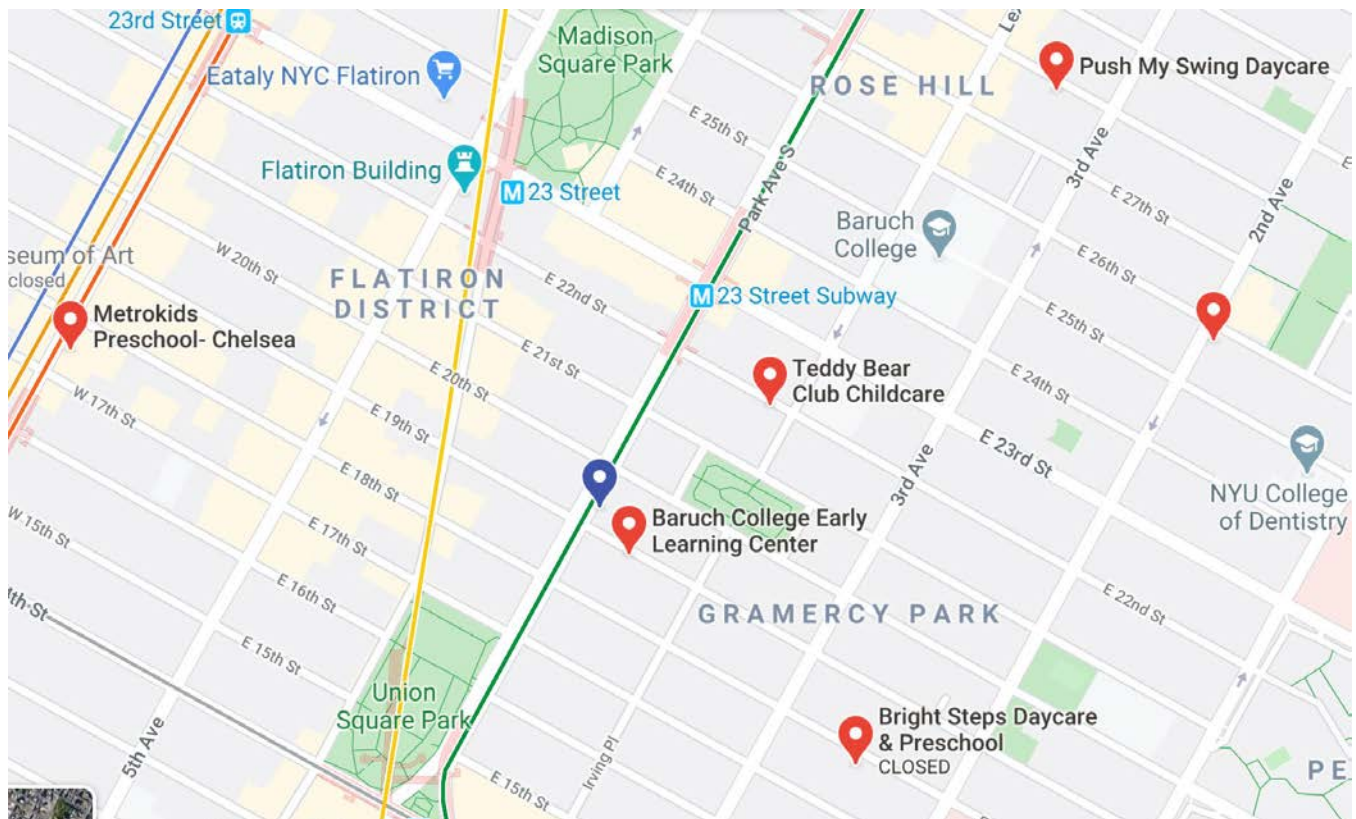 23rd Street
Eataly NYC Flatiron
Madison
Square Park
ROSE HILL
Push My Swing Daycare
E 25th St
Park Ave S
3rd Ave
E 27th St
2nd Ave
Flatiron Building
M 23 Street
E 24th St
Baruch
College
E 26th St
W 20th St
seum of Art
closed
FLATIRON
DISTRICT
E 22nd St
M 23 Street Subway
E 25th St
Metrokids
Preschool- Chelsea
E 21st St
Teddy Bear
Club Childcare
E 24th St
E 20th St
W 17th St
E 19th St
E 23rd St
3rd Ave
E 18th St
NYU College
of Dentistry
W 15th St
E 17th St
Baruch College Early
Learning Center
E 16th St
E 22nd St
GRAMERCY PARK
E 15th St
Union
Square Park
Bright Steps Daycare
& Preschool
CLOSED
5th Ave
Irving Pl
E 15th St
PE